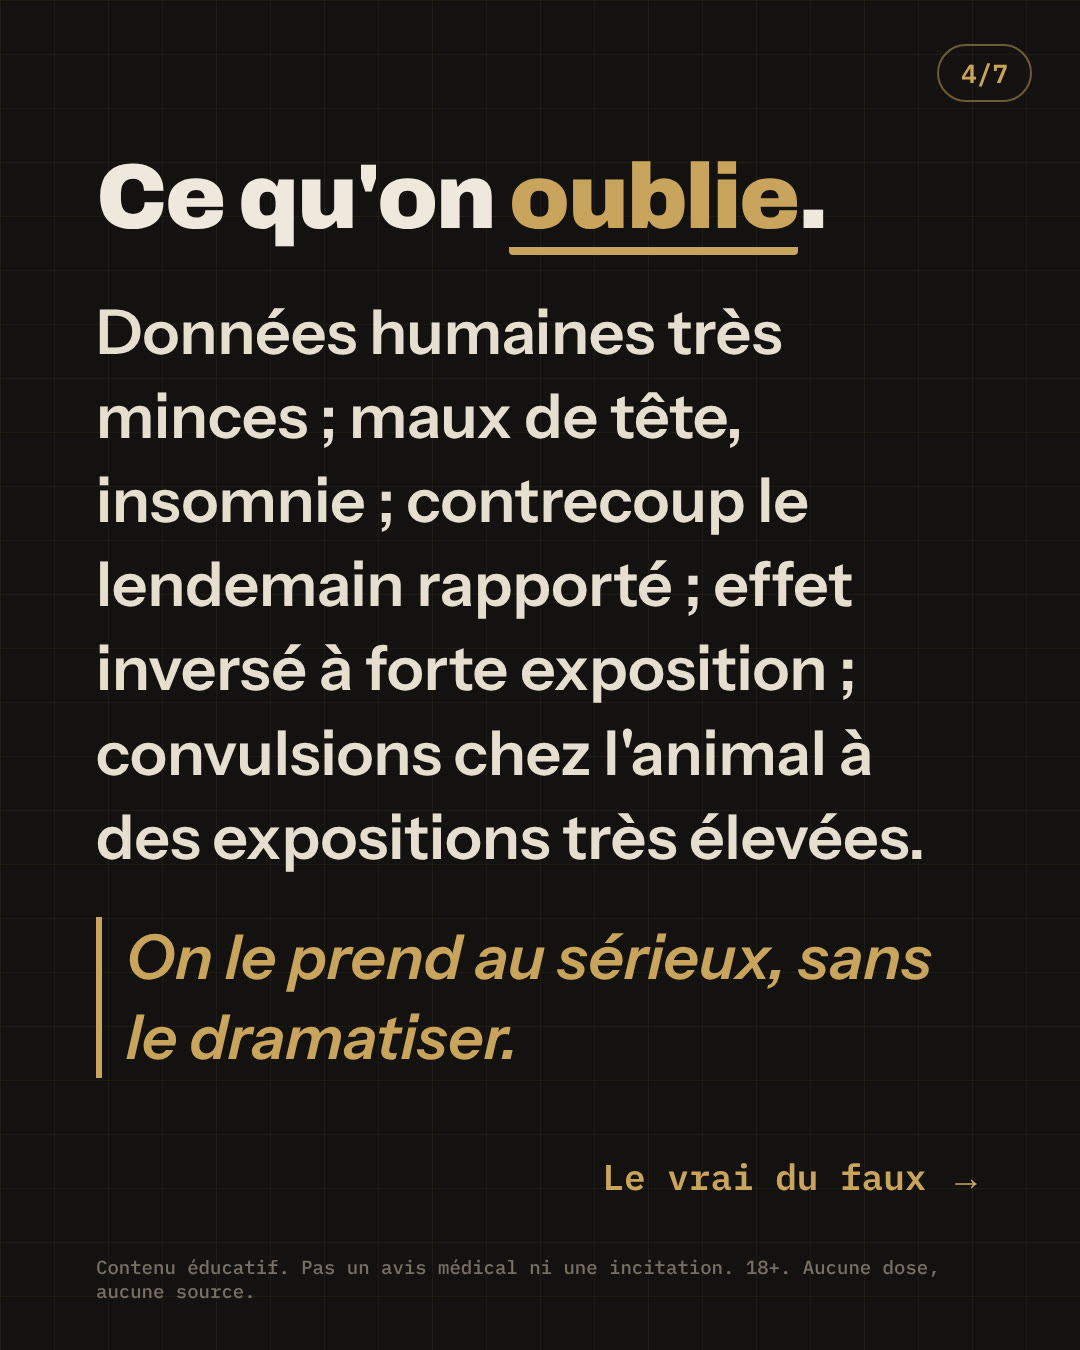 4/7
Ce qu'on oublie.
Données humaines très
minces ; maux de tête,
insomnie ; contrecoup le
lendemain rapporté ; effet
inversé à forte exposition ;
convulsions chez l'animal à
des expositions très élevées.
On le prend au sérieux, sans
le dramatiser.
Le vrai du faux →
Contenu éducatif. Pas un avis médical ni une incitation. 18+. Aucune dose,
aucune source.